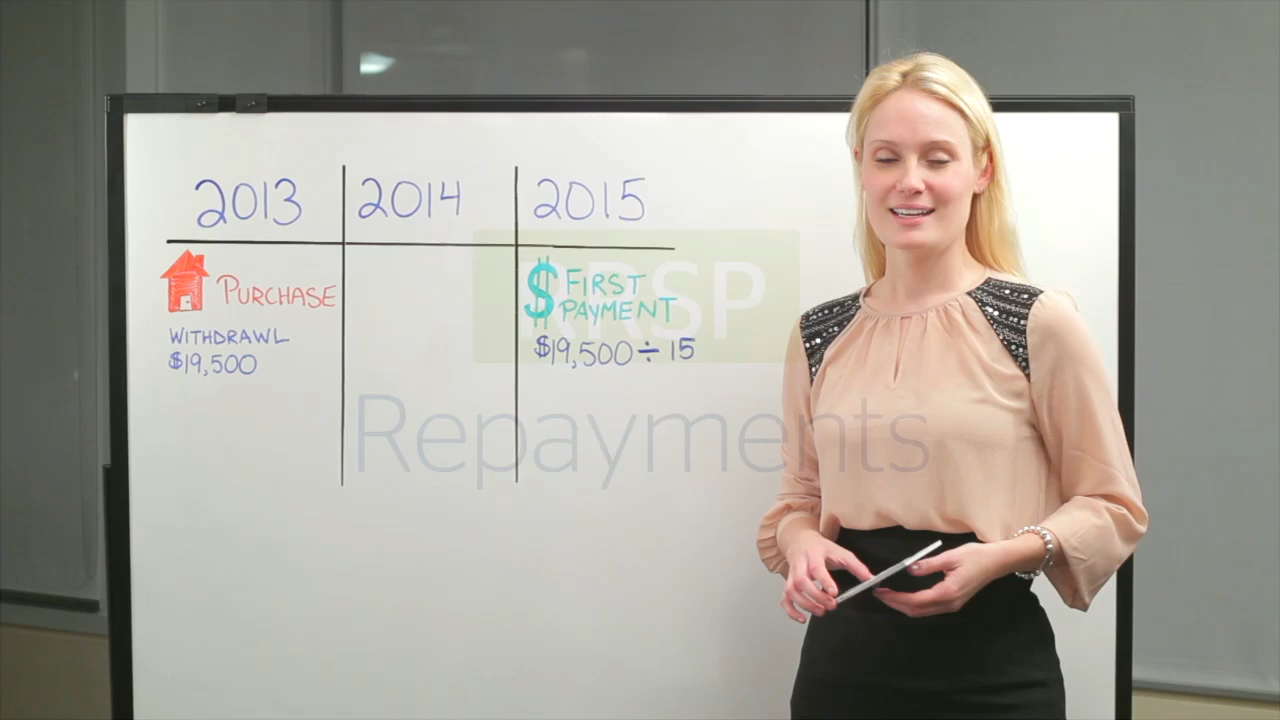 2013 2014 2015
PURCHASE
WITHDRAWL
$19,500
$ FIRST
PAYMENT
$19,500 ÷ 15
RRSP
Repayments